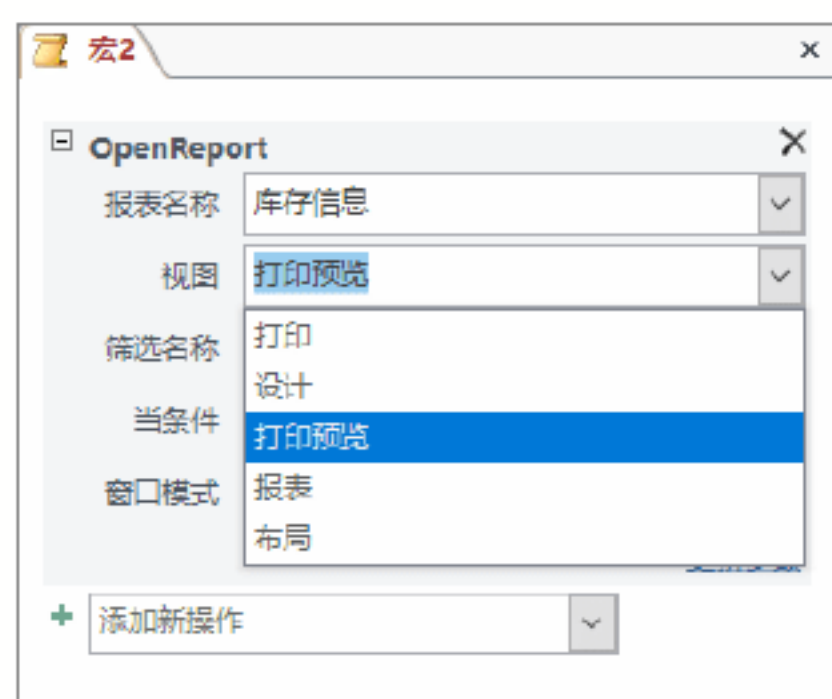 宏2
OpenReport
报表名称 库存信息
视图 打印预览
筛选名称 打印
设计
当条件 打印预览
窗口模式 报表
布局
添加新操作